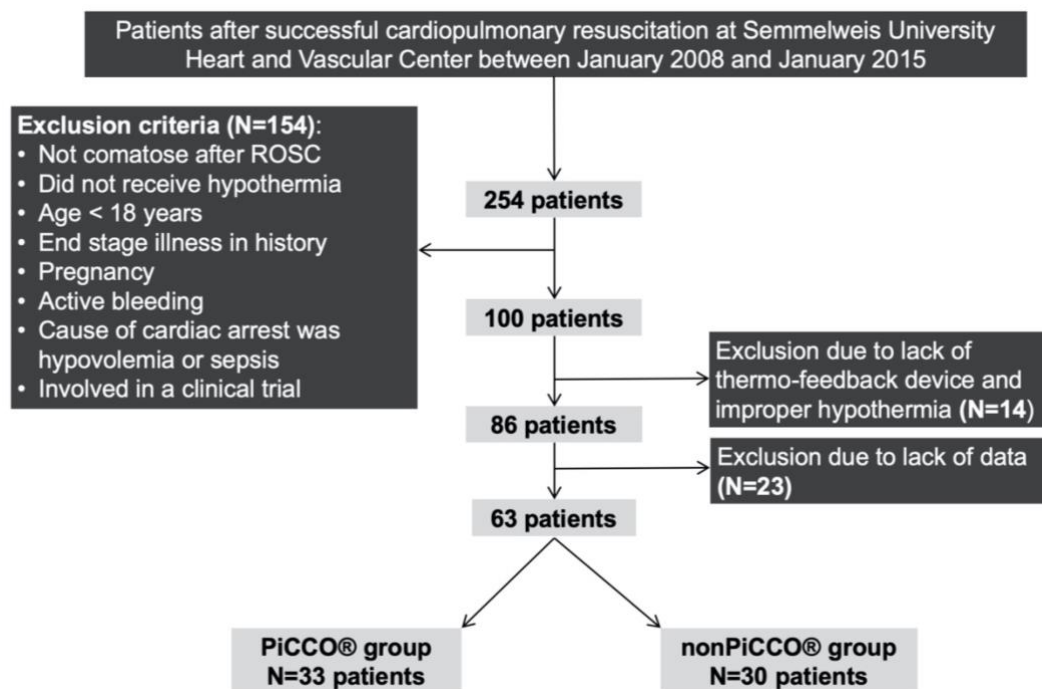 Patients after successful cardiopulmonary resuscitation at Semmelweis University
Heart and Vascular Center between January 2008 and January 2015
Exclusion criteria (N=154):
• Not comatose after ROSC
• Did not receive hypothermia
• Age < 18 years
• End stage illness in history
• Pregnancy
• Active bleeding
• Cause of cardiac arrest was
hypovolemia or sepsis
• Involved in a clinical trial
254 patients
100 patients
Exclusion due to lack of
thermo-feedback device and
improper hypothermia (N=14)
86 patients
Exclusion due to lack of data
(N=23)
63 patients
PiCCO® group
N=33 patients
nonPiCCO® group
N=30 patients